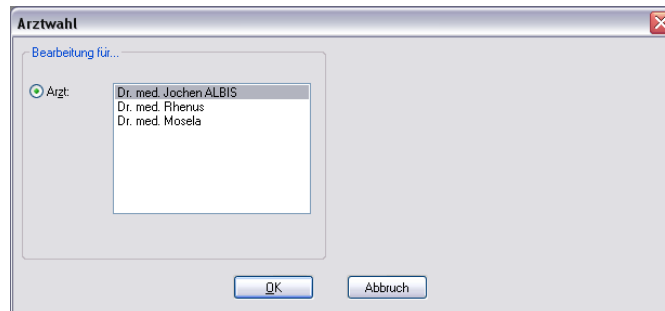 Arztwahl
Bearbeitung für...
Arzt:
Dr. med. Jochen ALBIS
Dr. med. Rhenus
Dr. med. Mosela
OK
Abbruch